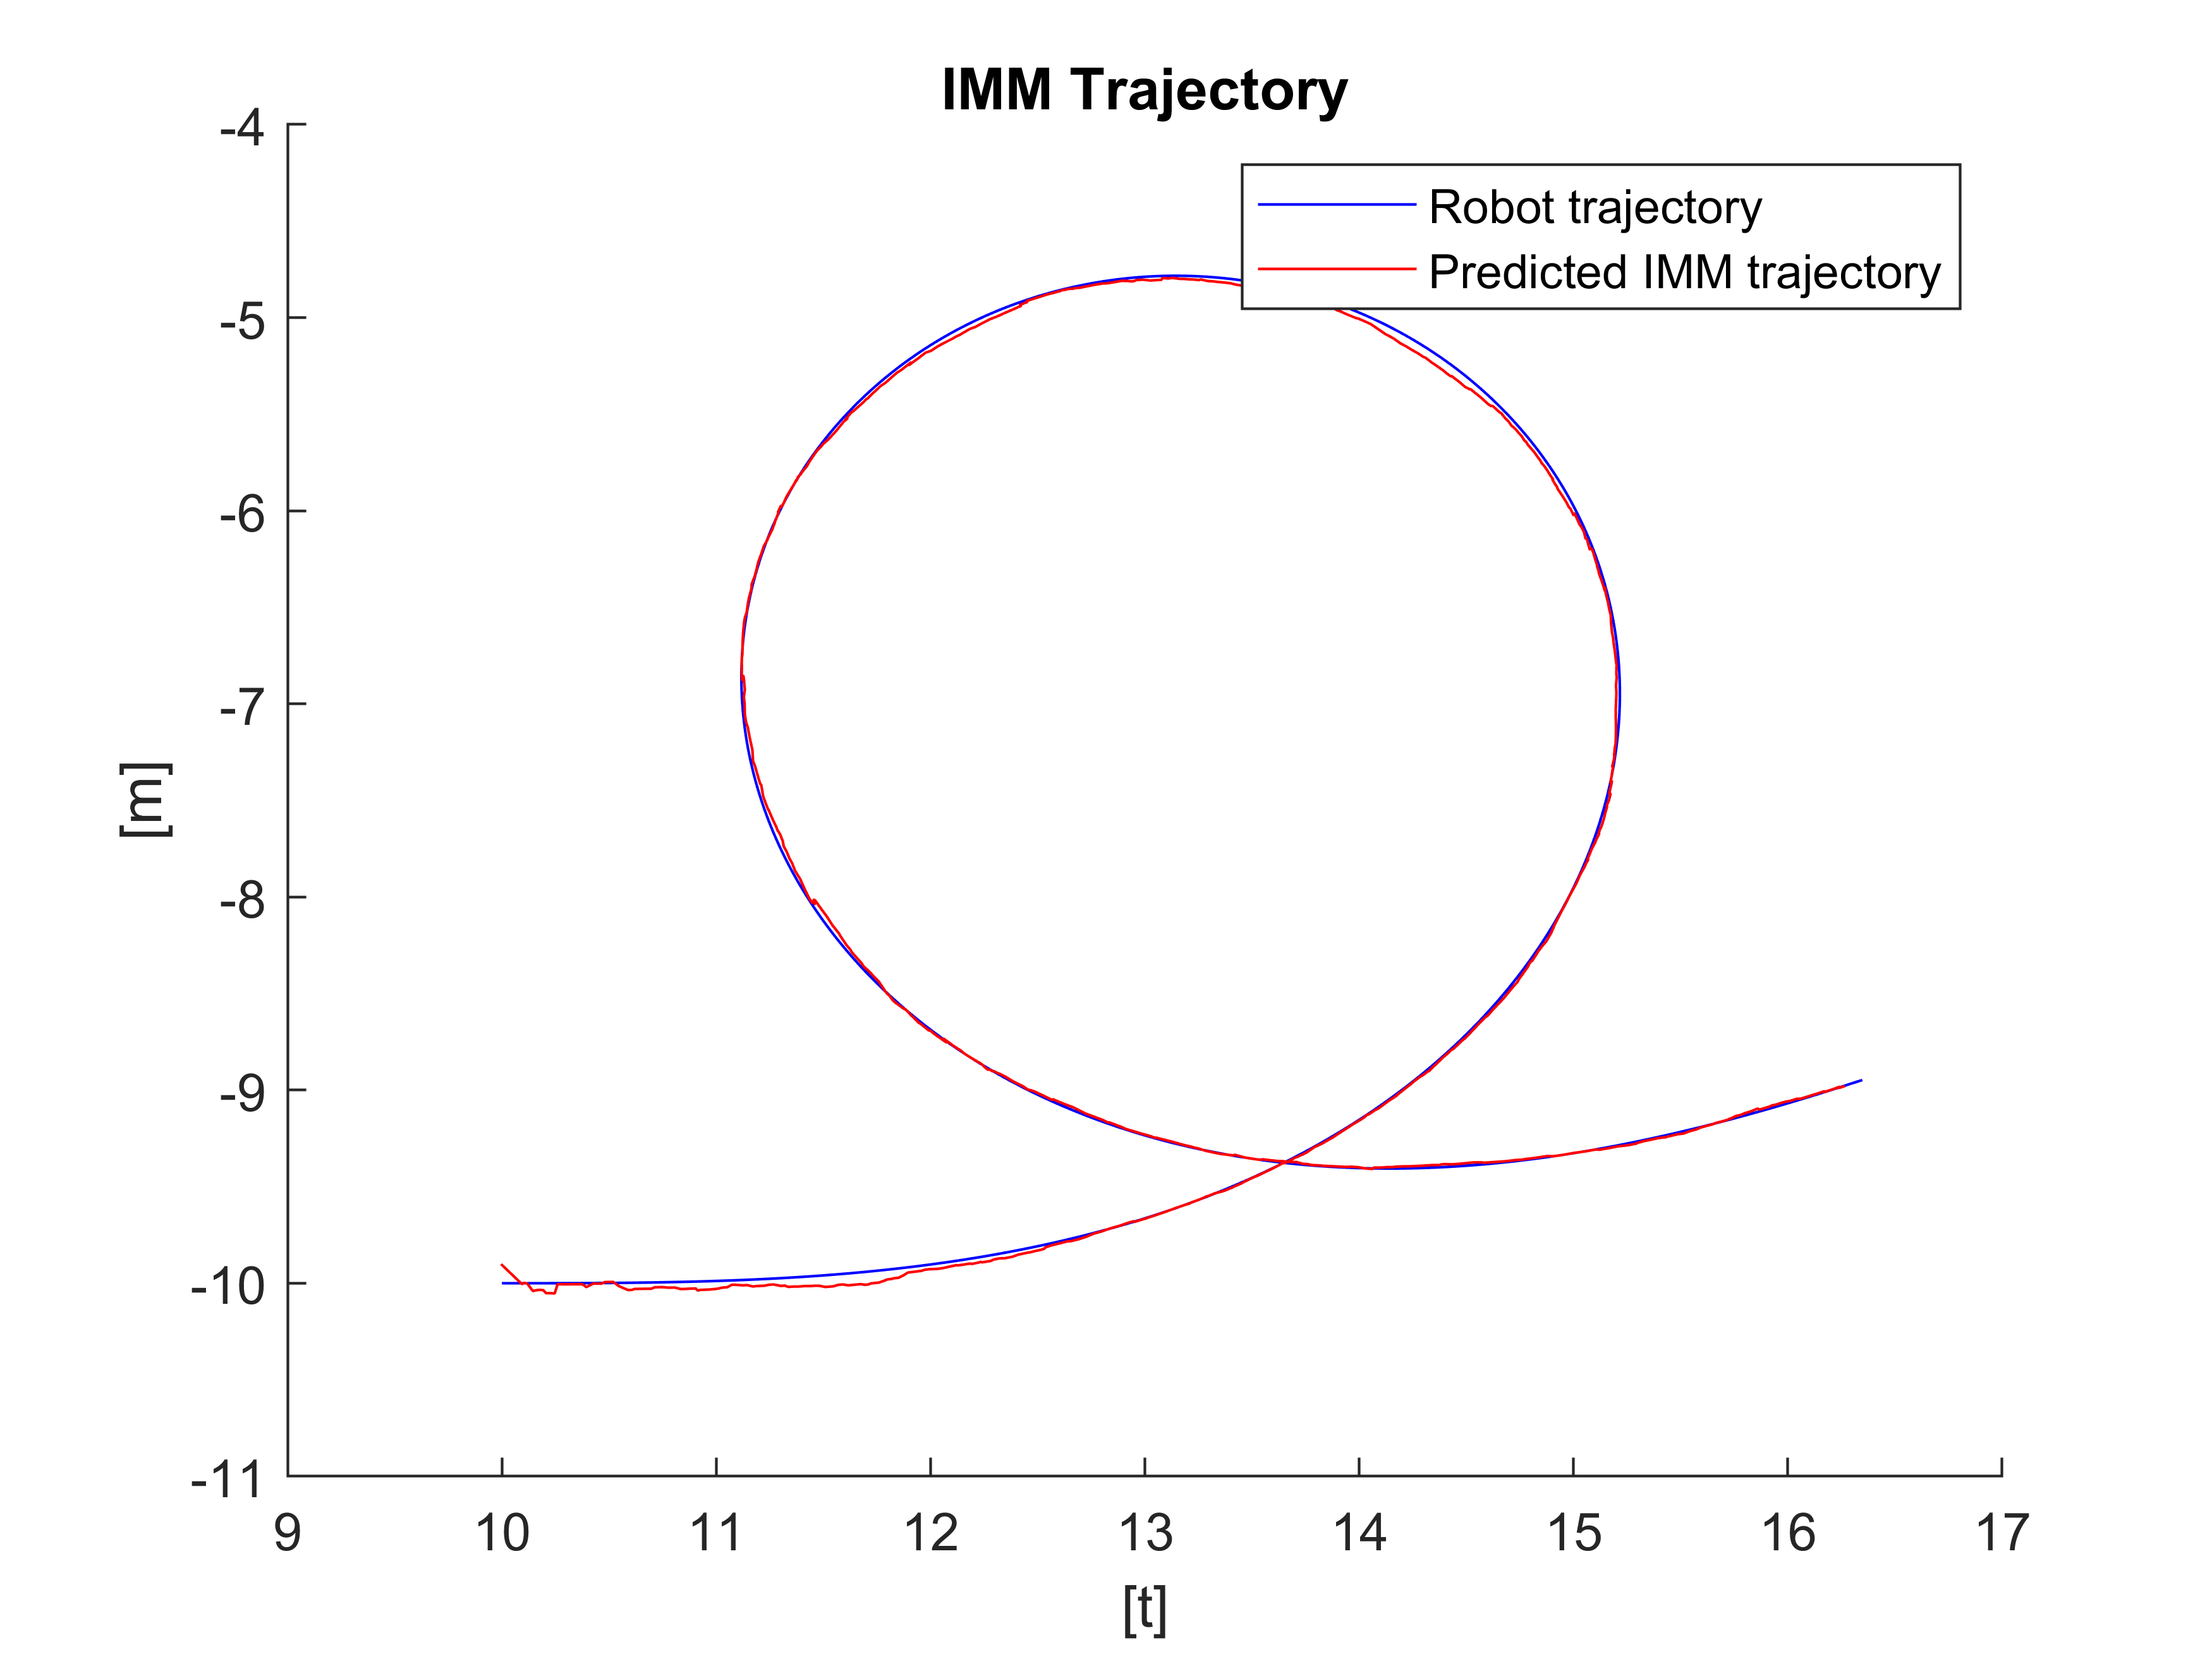 IMM Trajectory
Robot trajectory
Predicted IMM trajectory
-4
-5
-6
-7
-8
-9
-10
-11
[m]
9 10 11 12 13 14 15 16 17
[t]